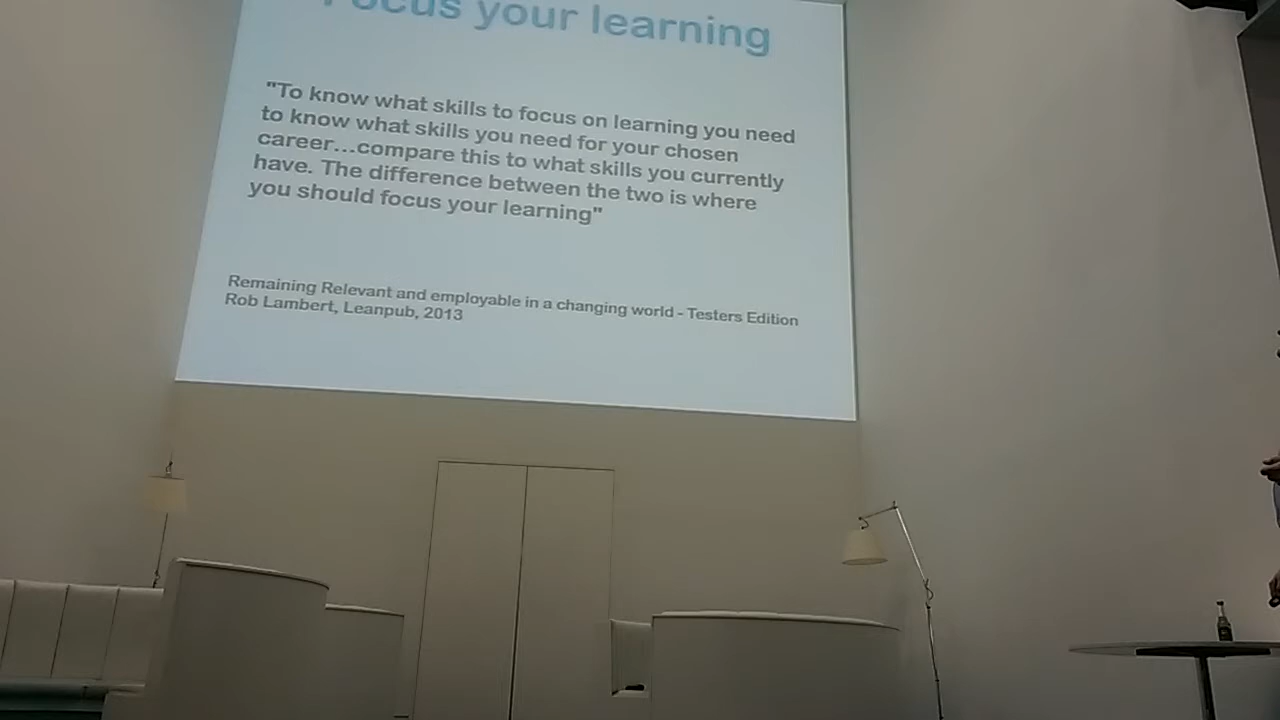 Focus your learning
"To know what skills to focus on learning you need
to know what skills you need for your chosen
career...compare this to what skills you currently
have. The difference between the two is where
you should focus your learning"
Remaining Relevant and employable in a changing world - Testers Edition
Rob Lambert, Leanpub, 2013